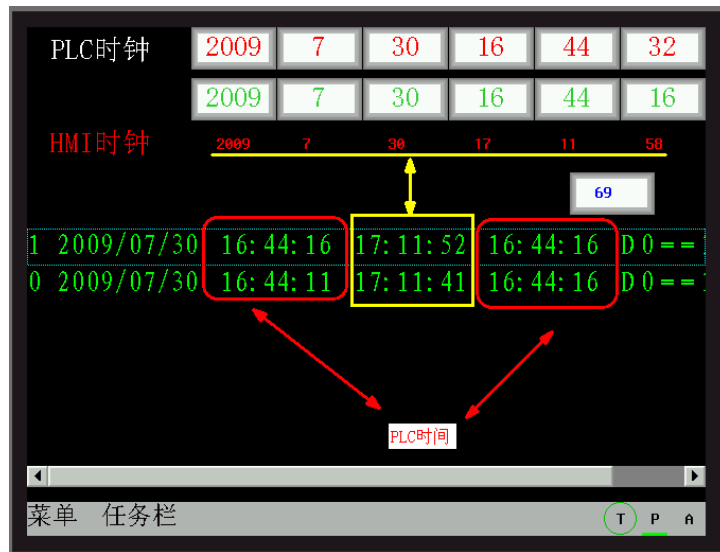 PLC时钟 2009 7 30 16 44 32
2009 7 30 16 44 16
HMI时钟 2009 7 30 17 11 58
69
1 2009/07/30 16:44:16 17:11:52 16:44:16 D0==
0 2009/07/30 16:44:11 17:11:41 16:44:16 D0==
PLC时间
菜单 任务栏 T P A